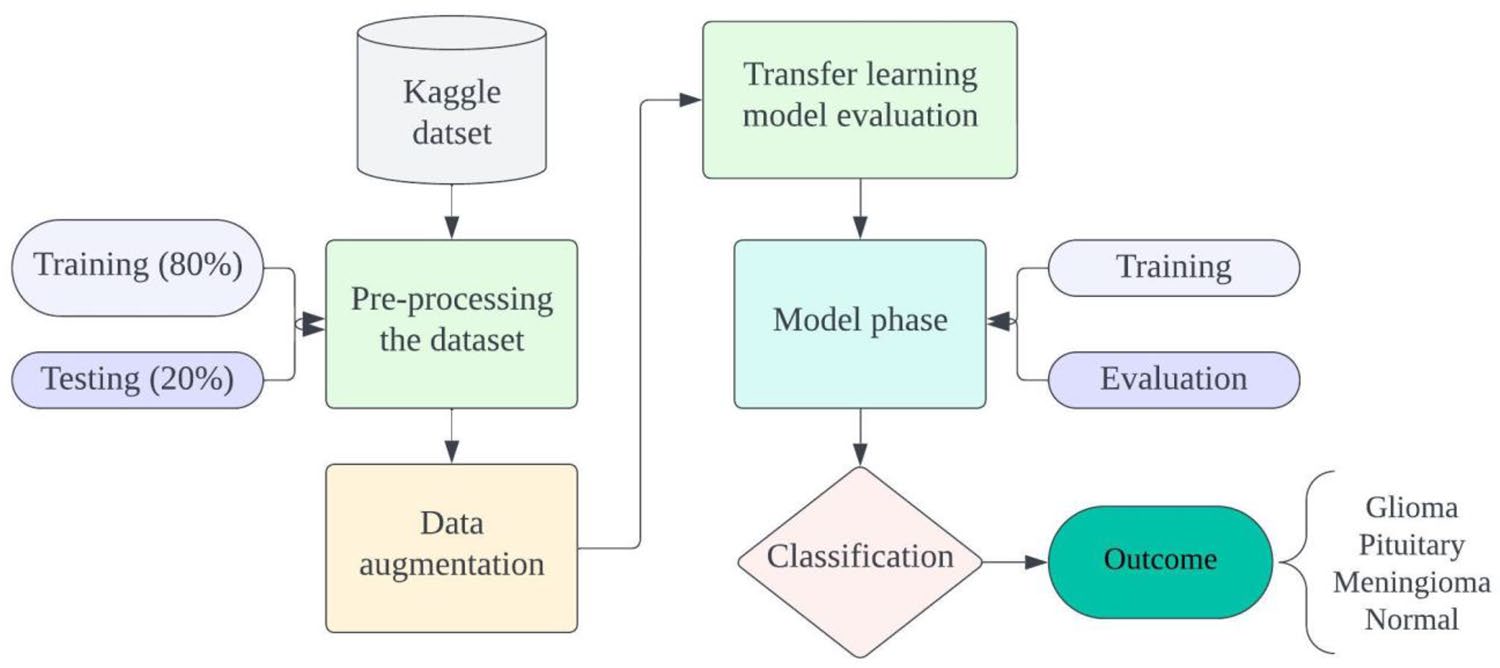 Kaggle
datset
Training (80%)
Testing (20%)
Pre-processing
the dataset
Data
augmentation
Transfer learning
model evaluation
Model phase
Training
Evaluation
Classification
Outcome
Glioma
Pituitary
Meningioma
Normal